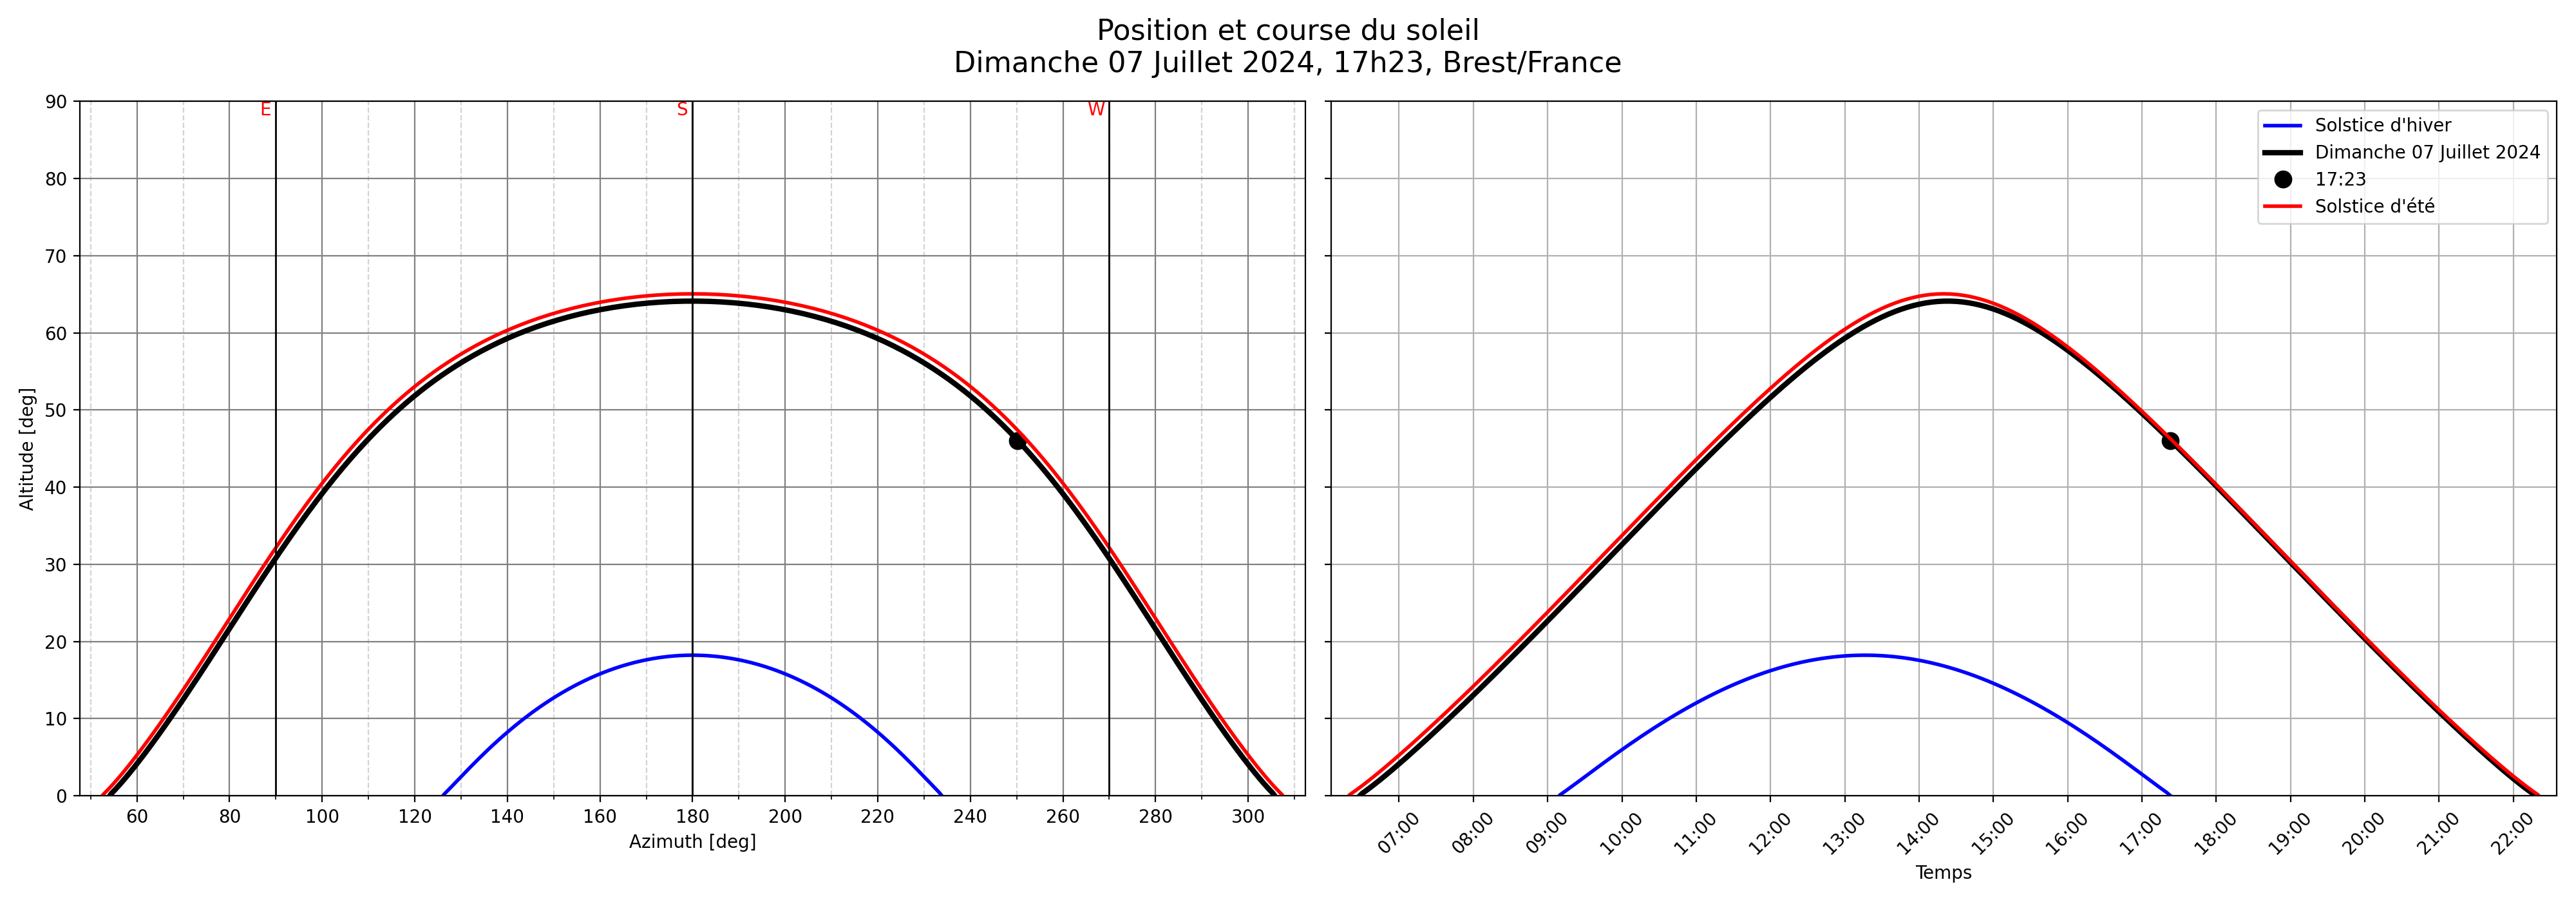 Position et course du soleil
Dimanche 07 Juillet 2024, 17h23, Brest/France
E
S
W
90
80
70
60
50
40
30
20
10
0
Altitude [deg]
60 80 100 120 140 160 180 200 220 240 260 280 300
Azimuth [deg]
Solstice d'hiver
Dimanche 07 Juillet 2024
17:23
Solstice d'été
07:00 08:00 09:00 10:00 11:00 12:00 13:00 14:00 15:00 16:00 17:00 18:00 19:00 20:00 21:00 22:00
Temps